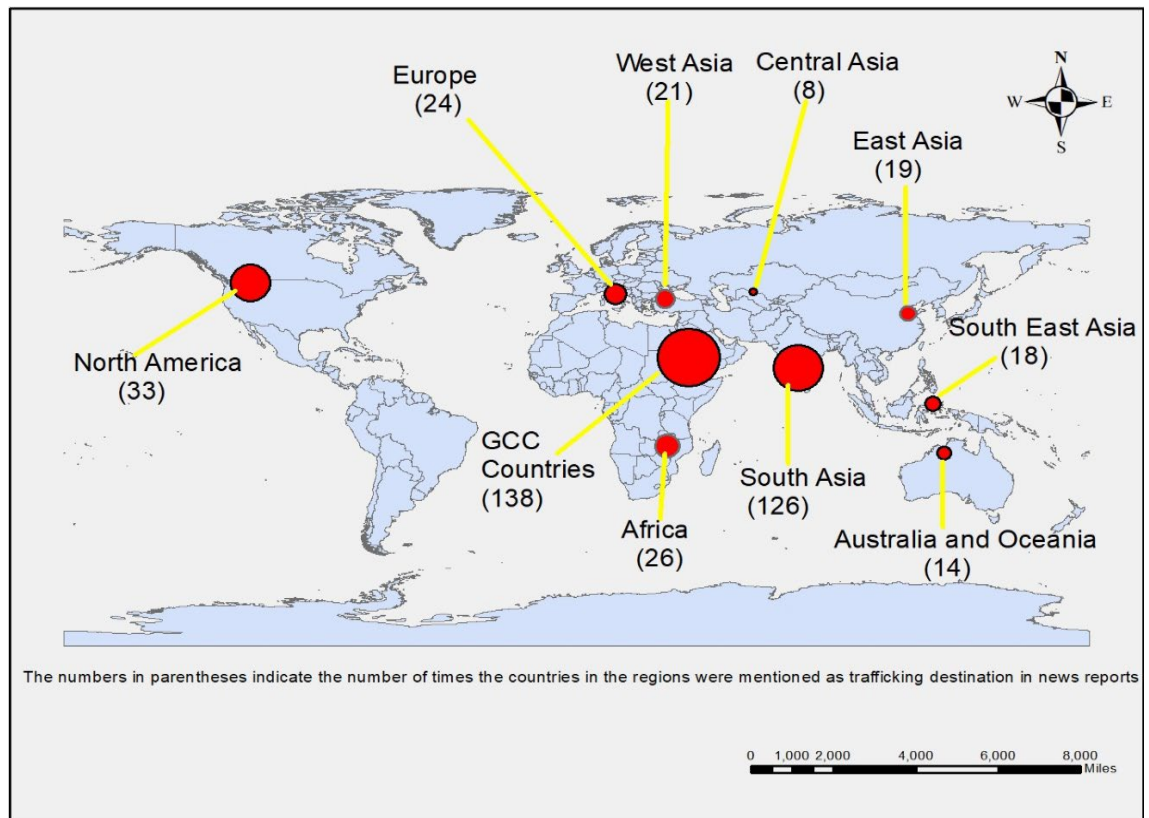 Europe
(24)
West Asia
(21)
Central Asia
(8)
N
W E
S
East Asia
(19)
South East Asia
(18)
North America
(33)
GCC
Countries
(138)
South Asia
(126)
Africa
(26)
Australia and Oceania
(14)
The numbers in parentheses indicate the number of times the countries in the regions were mentioned as trafficking destination in news reports
0 1,000 2,000 4,000 6,000 8,000
Miles